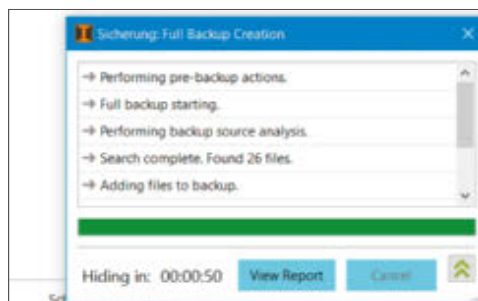 Sicherung: Full Backup Creation
Performing pre-backup actions.
Full backup starting.
Performing backup source analysis.
Search complete. Found 26 files.
Adding files to backup.
Hiding in: 00:00:50
View Report
Cancel